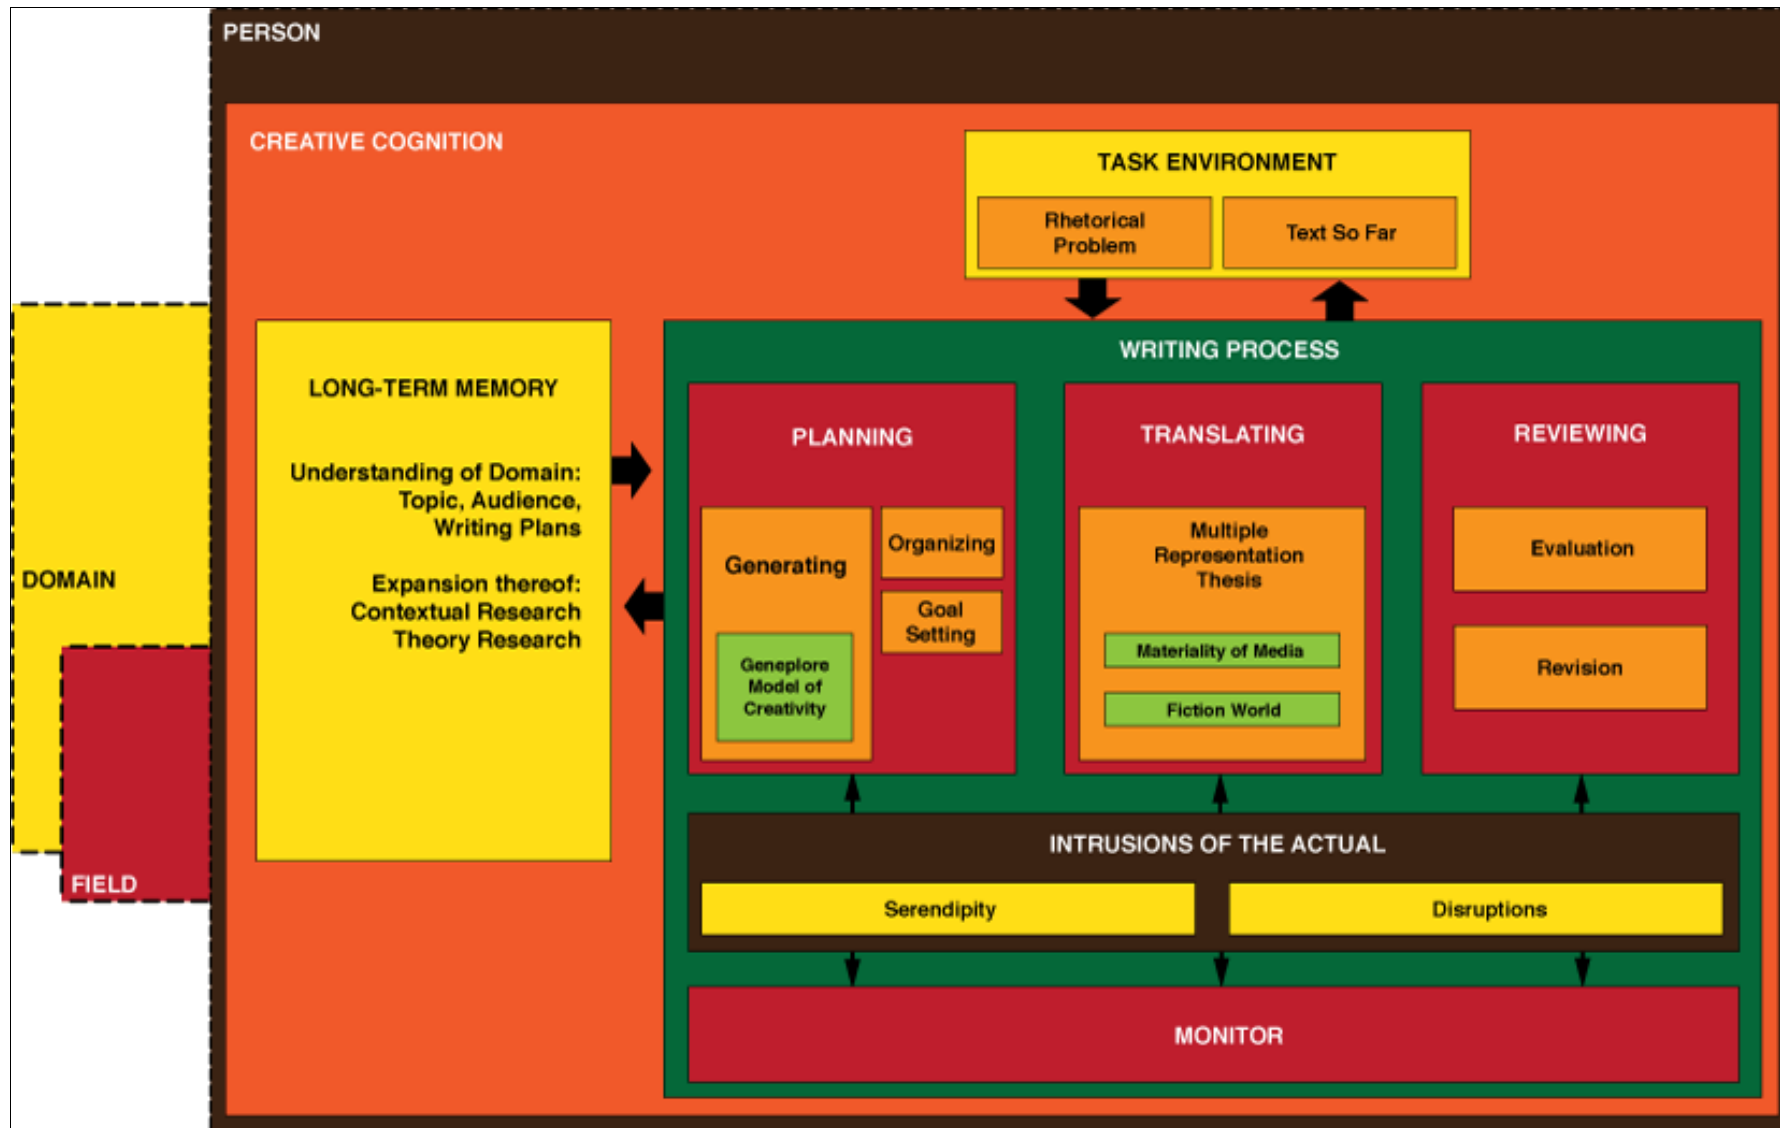 PERSON
CREATIVE COGNITION
TASK ENVIRONMENT
Rhetorical
Problem
Text So Far
DOMAIN
FIELD
LONG-TERM MEMORY
Understanding of Domain:
Topic, Audience,
Writing Plans
Expansion thereof:
Contextual Research
Theory Research
WRITING PROCESS
PLANNING
Generating
Geneplore
Model of
Creativity
Organizing
Goal
Setting
TRANSLATING
Multiple
Representation
Thesis
Materiality of Media
Fiction World
REVIEWING
Evaluation
Revision
INTRUSIONS OF THE ACTUAL
Serendipity
Disruptions
MONITOR